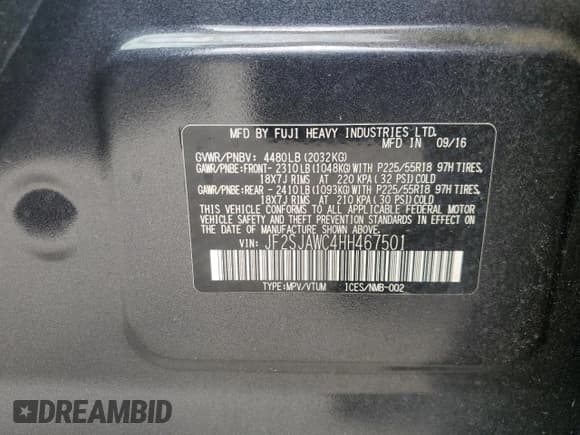 MFD BY FUJI HEAVY INDUSTRIES LTD.
MFD IN 09/16
GVWR/PNBV: 4480LB (2032KG)
GAWR/PNBE:FRONT- 2310LB (1048KG)WITH P225/55R18 97H TIRES,
18X7J RIMS AT 220 KPA ( 32 PSI)COLD
GAWR/PNBE:REAR - 2410LB (1093KG)WITH P225/55R18 97H TIRES,
18X7J RIMS AT 210 KPA ( 30 PSI)COLD
THIS VEHICLE CONFORMS TO ALL APPLICABLE FEDERAL MOTOR
VEHICLE SAFETY AND THEFT PREVENTION STANDARDS IN EFFECT
ON THE DATE OF MANUFACTURE SHOWN ABOVE.
VIN: JF2SJAWC4HH467501
TYPE:MPV/VTUM ICES/NMB-002
DREAMBID